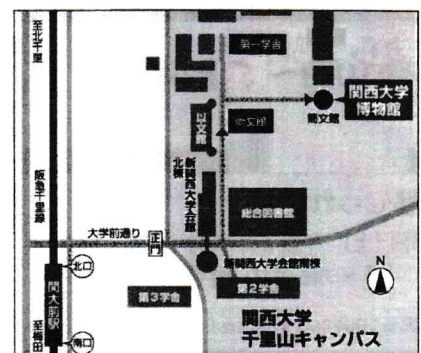 至北千里
第一学舎
関西大学
博物館
簡文館
以文館
阪急千里線
新関西大学会館
北棟
総合図書館
大学前通り
正門
新関西大学会館南棟
北口
関大前駅
第3学舎
第2学舎
N
至梅田
南口
関西大学
千里山キャンパス